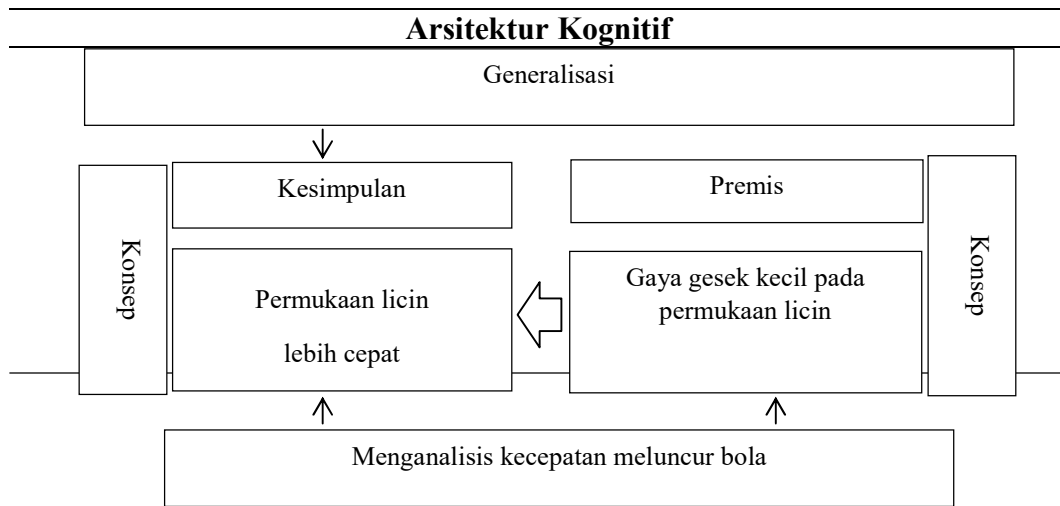 Arsitektur Kognitif
Generalisasi
Konsep
Kesimpulan
Premis
Konsep
Permukaan licin
lebih cepat
Gaya gesek kecil pada
permukaan licin
Menganalisis kecepatan meluncur bola